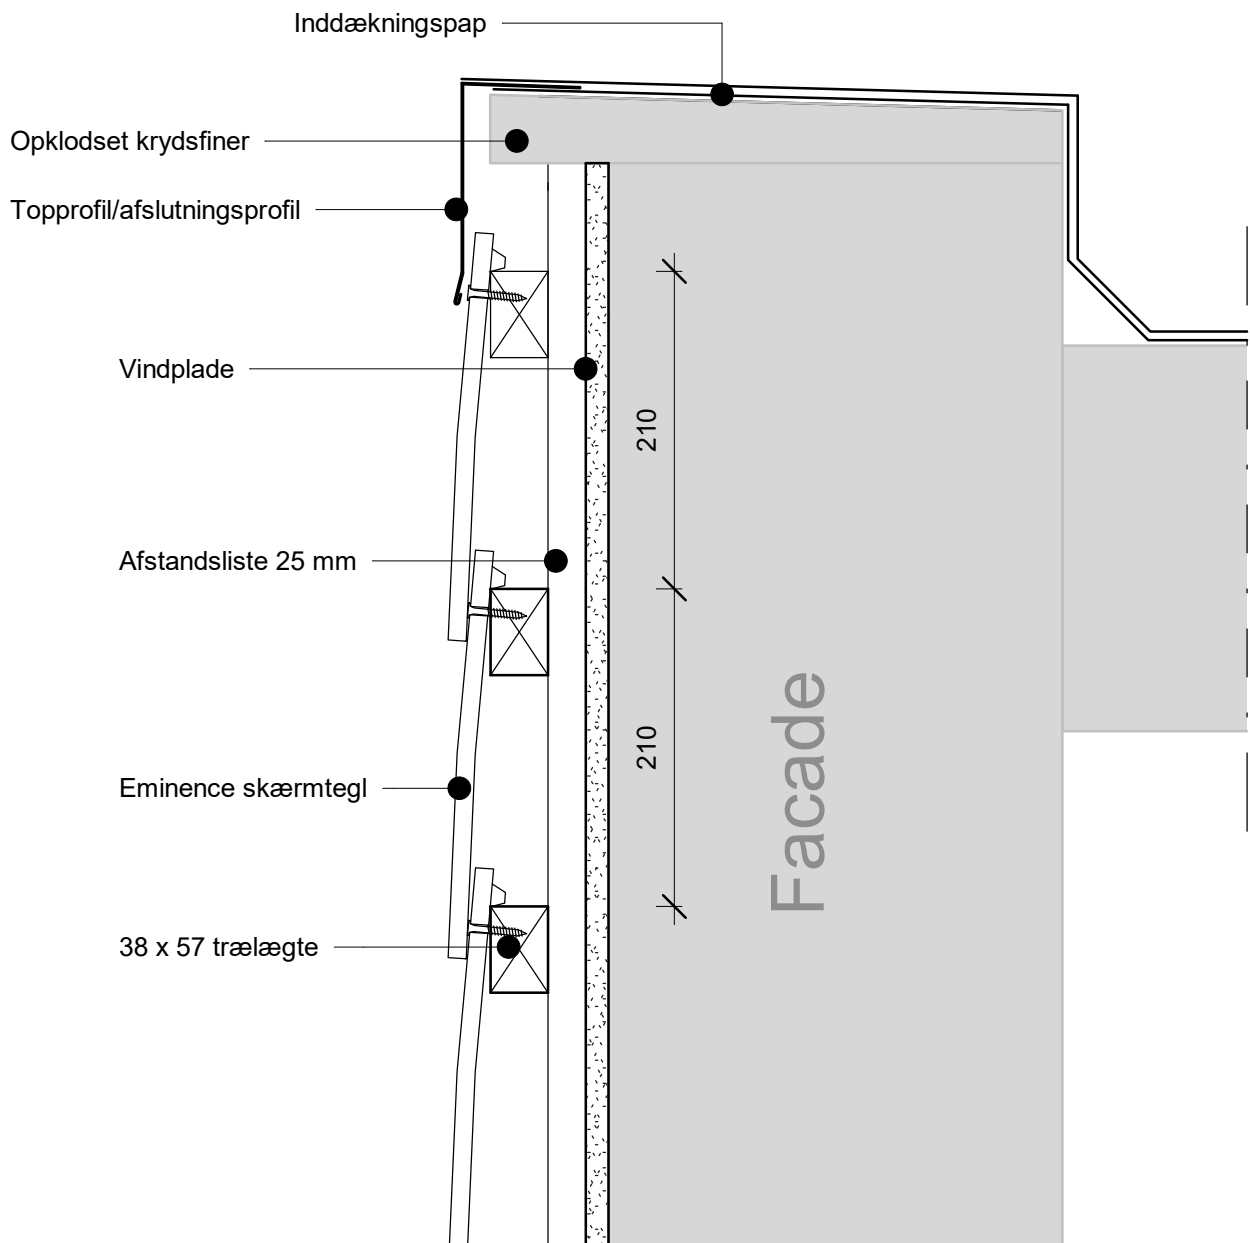 Inddækningspap
Opklodset krydsfiner
Topprofil/afslutningsprofil
Vindplade
210
Afstandsliste 25 mm
210
Facade
Eminence skærmtegl
38 x 57 trælægte